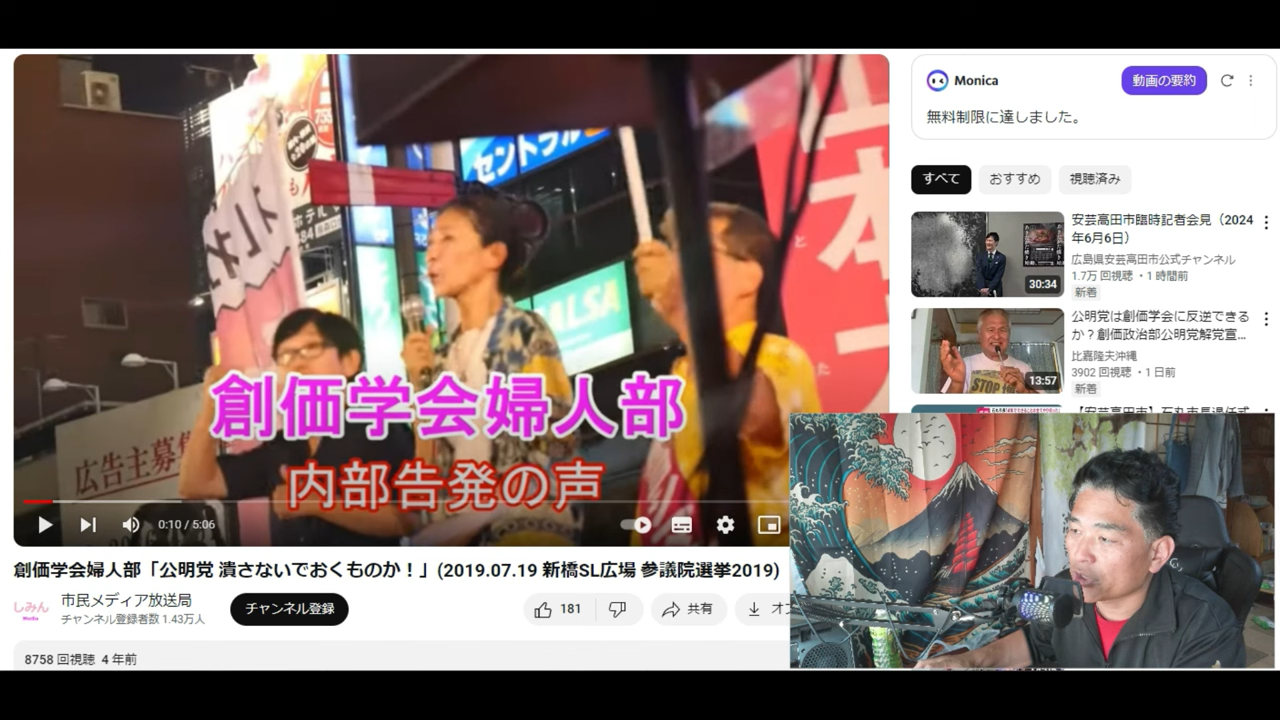 セントラル
ALSA
広告主募集
創価学会婦人部
内部告発の声
0:10 / 5:06
創価学会婦人部「公明党 潰さないでおくものか！」(2019.07.19 新橋SL広場 参議院選挙2019)
しみん
Media
市民メディア放送局
チャンネル登録者数 1.43万人
チャンネル登録
181
共有
オフ
8758 回視聴 4 年前
Monica
動画の要約
無料制限に達しました。
すべて
おすすめ
視聴済み
30:34
安芸高田市臨時記者会見（2024
年6月6日）
広島県安芸高田市公式チャンネル
1.7万 回視聴 ・1 時間前
新着
STOP
13:57
公明党は創価学会に反逆できる
か？創価政治部公明党解党宣...
比嘉隆夫沖縄
3902 回視聴 ・1 日前
新着